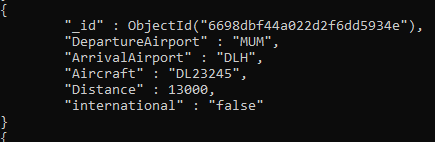 {
"_id" : ObjectId("6698dbf44a022d2f6dd5934e"),
"DepartureAirport" : "MUM",
"ArrivalAirport" : "DLH",
"Aircraft" : "DL23245",
"Distance" : 13000,
"international" : "false"
}
{